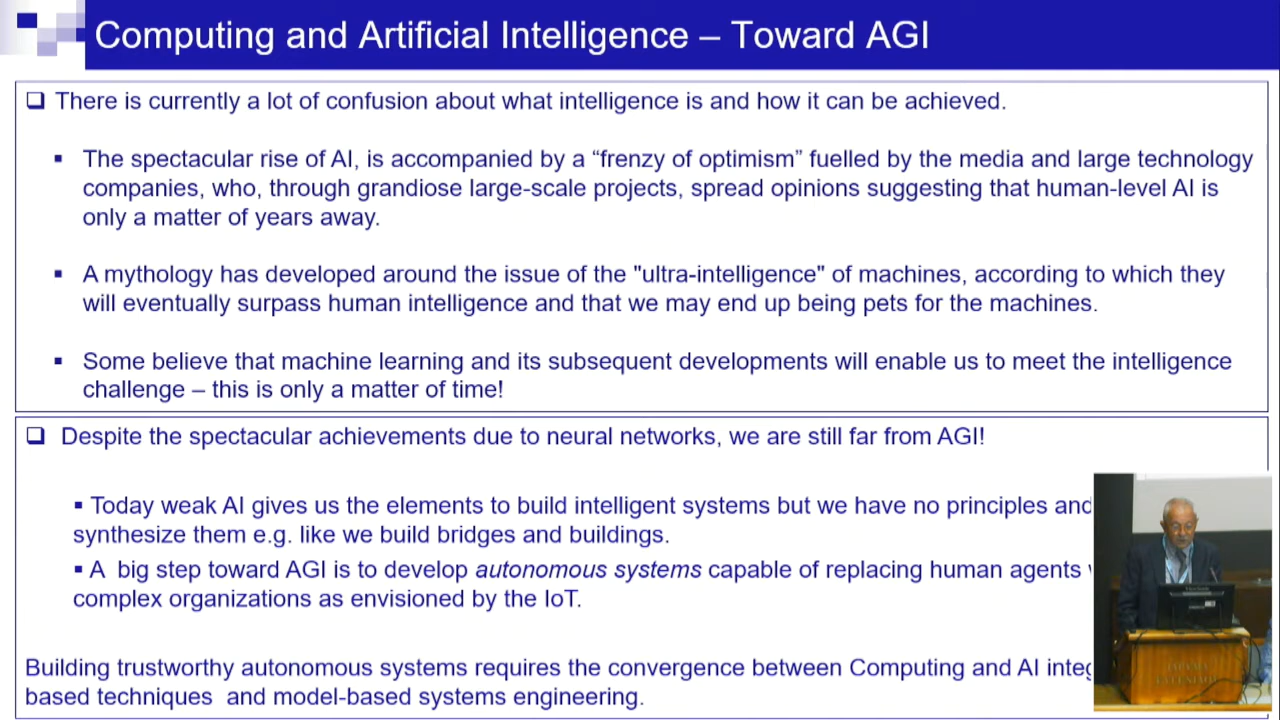 Computing and Artificial Intelligence – Toward AGI
❑ There is currently a lot of confusion about what intelligence is and how it can be achieved.
▪ The spectacular rise of AI, is accompanied by a “frenzy of optimism” fuelled by the media and large technology
companies, who, through grandiose large-scale projects, spread opinions suggesting that human-level AI is
only a matter of years away.
▪ A mythology has developed around the issue of the "ultra-intelligence" of machines, according to which they
will eventually surpass human intelligence and that we may end up being pets for the machines.
▪ Some believe that machine learning and its subsequent developments will enable us to meet the intelligence
challenge – this is only a matter of time!
❑ Despite the spectacular achievements due to neural networks, we are still far from AGI!
▪ Today weak AI gives us the elements to build intelligent systems but we have no principles and
synthesize them e.g. like we build bridges and buildings.
▪ A big step toward AGI is to develop autonomous systems capable of replacing human agents
complex organizations as envisioned by the IoT.
Building trustworthy autonomous systems requires the convergence between Computing and AI
based techniques and model-based systems engineering.